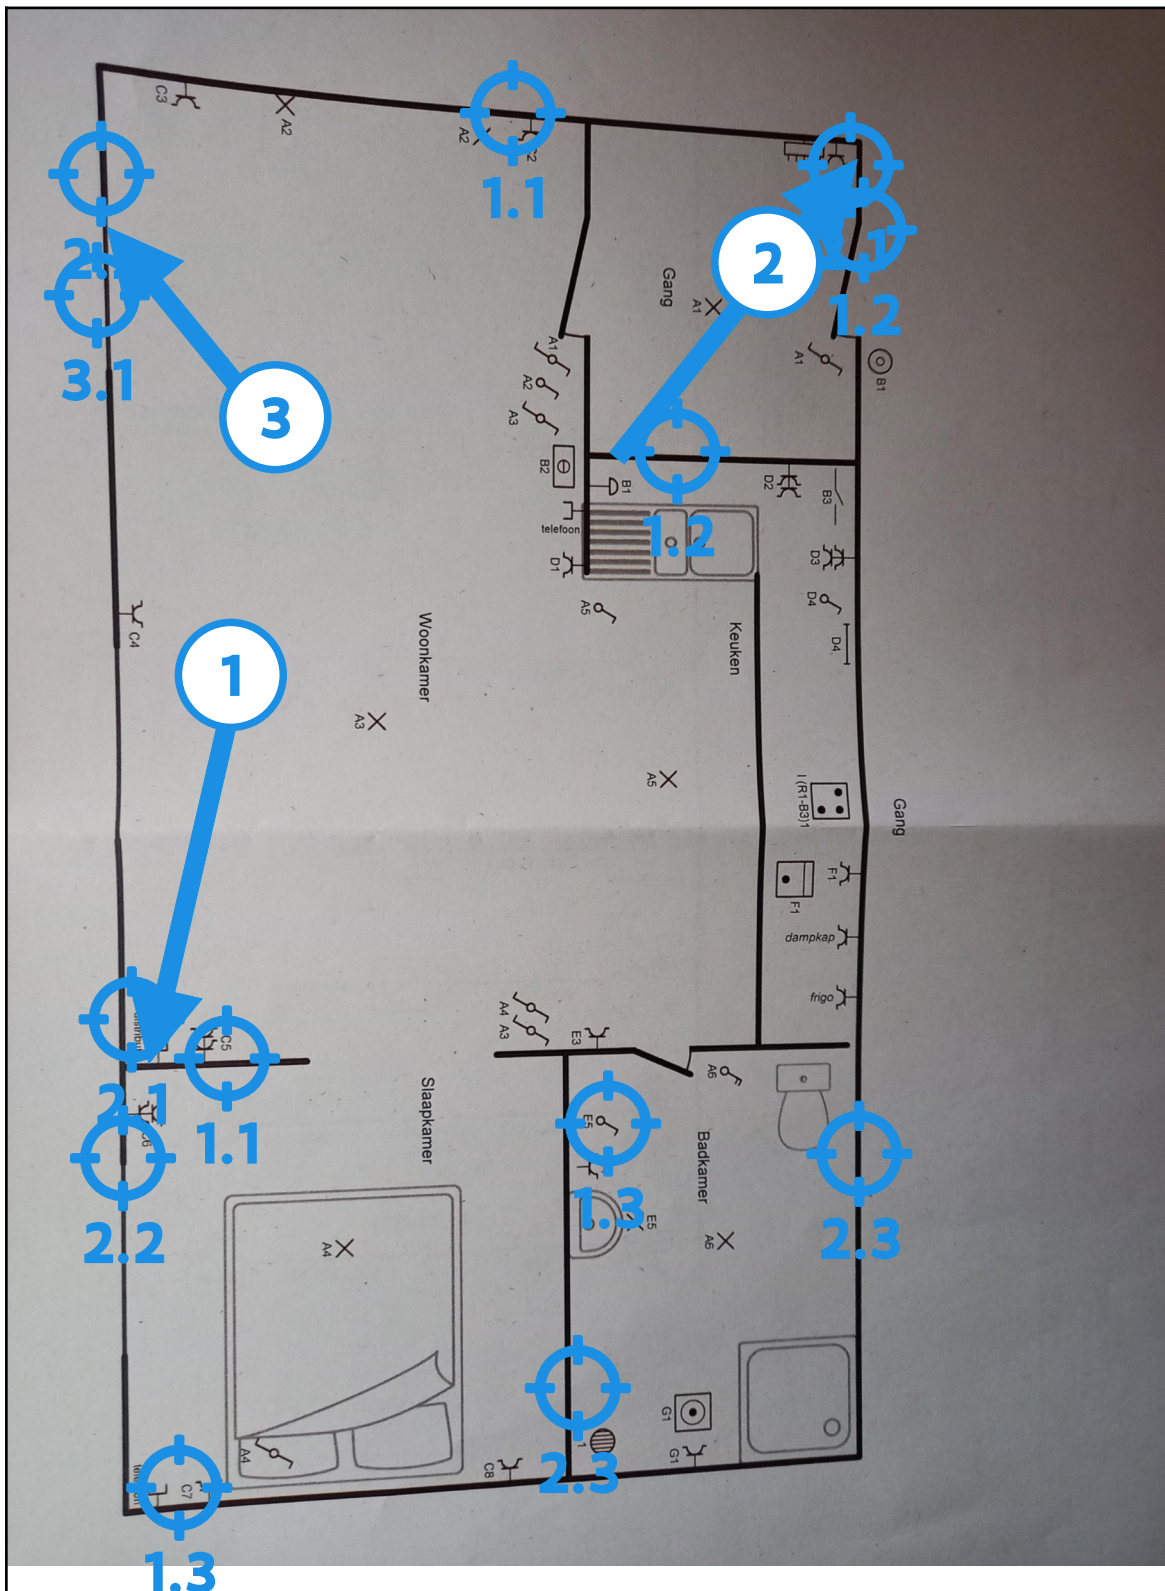 C3
A2
A2
1.1
2
Gang
A1
1.2
A1
B1
3.1
3
A1
A2
A3
B2
B1
telefoon
D1
1.2
D2
B3
D3
D4
D4
A5
Keuken
Woonkamer
C4
1
A3
A5
I (R1-B3)1
Gang
F1
F1
dampkap
frigo
A4
A3
E3
C5
2.1
1.1
2.2
Slaapkamer
A6
E5
1.3
E5
Badkamer
A6
2.3
A4
A4
C7
1.3
C8
2.3
G1
G1